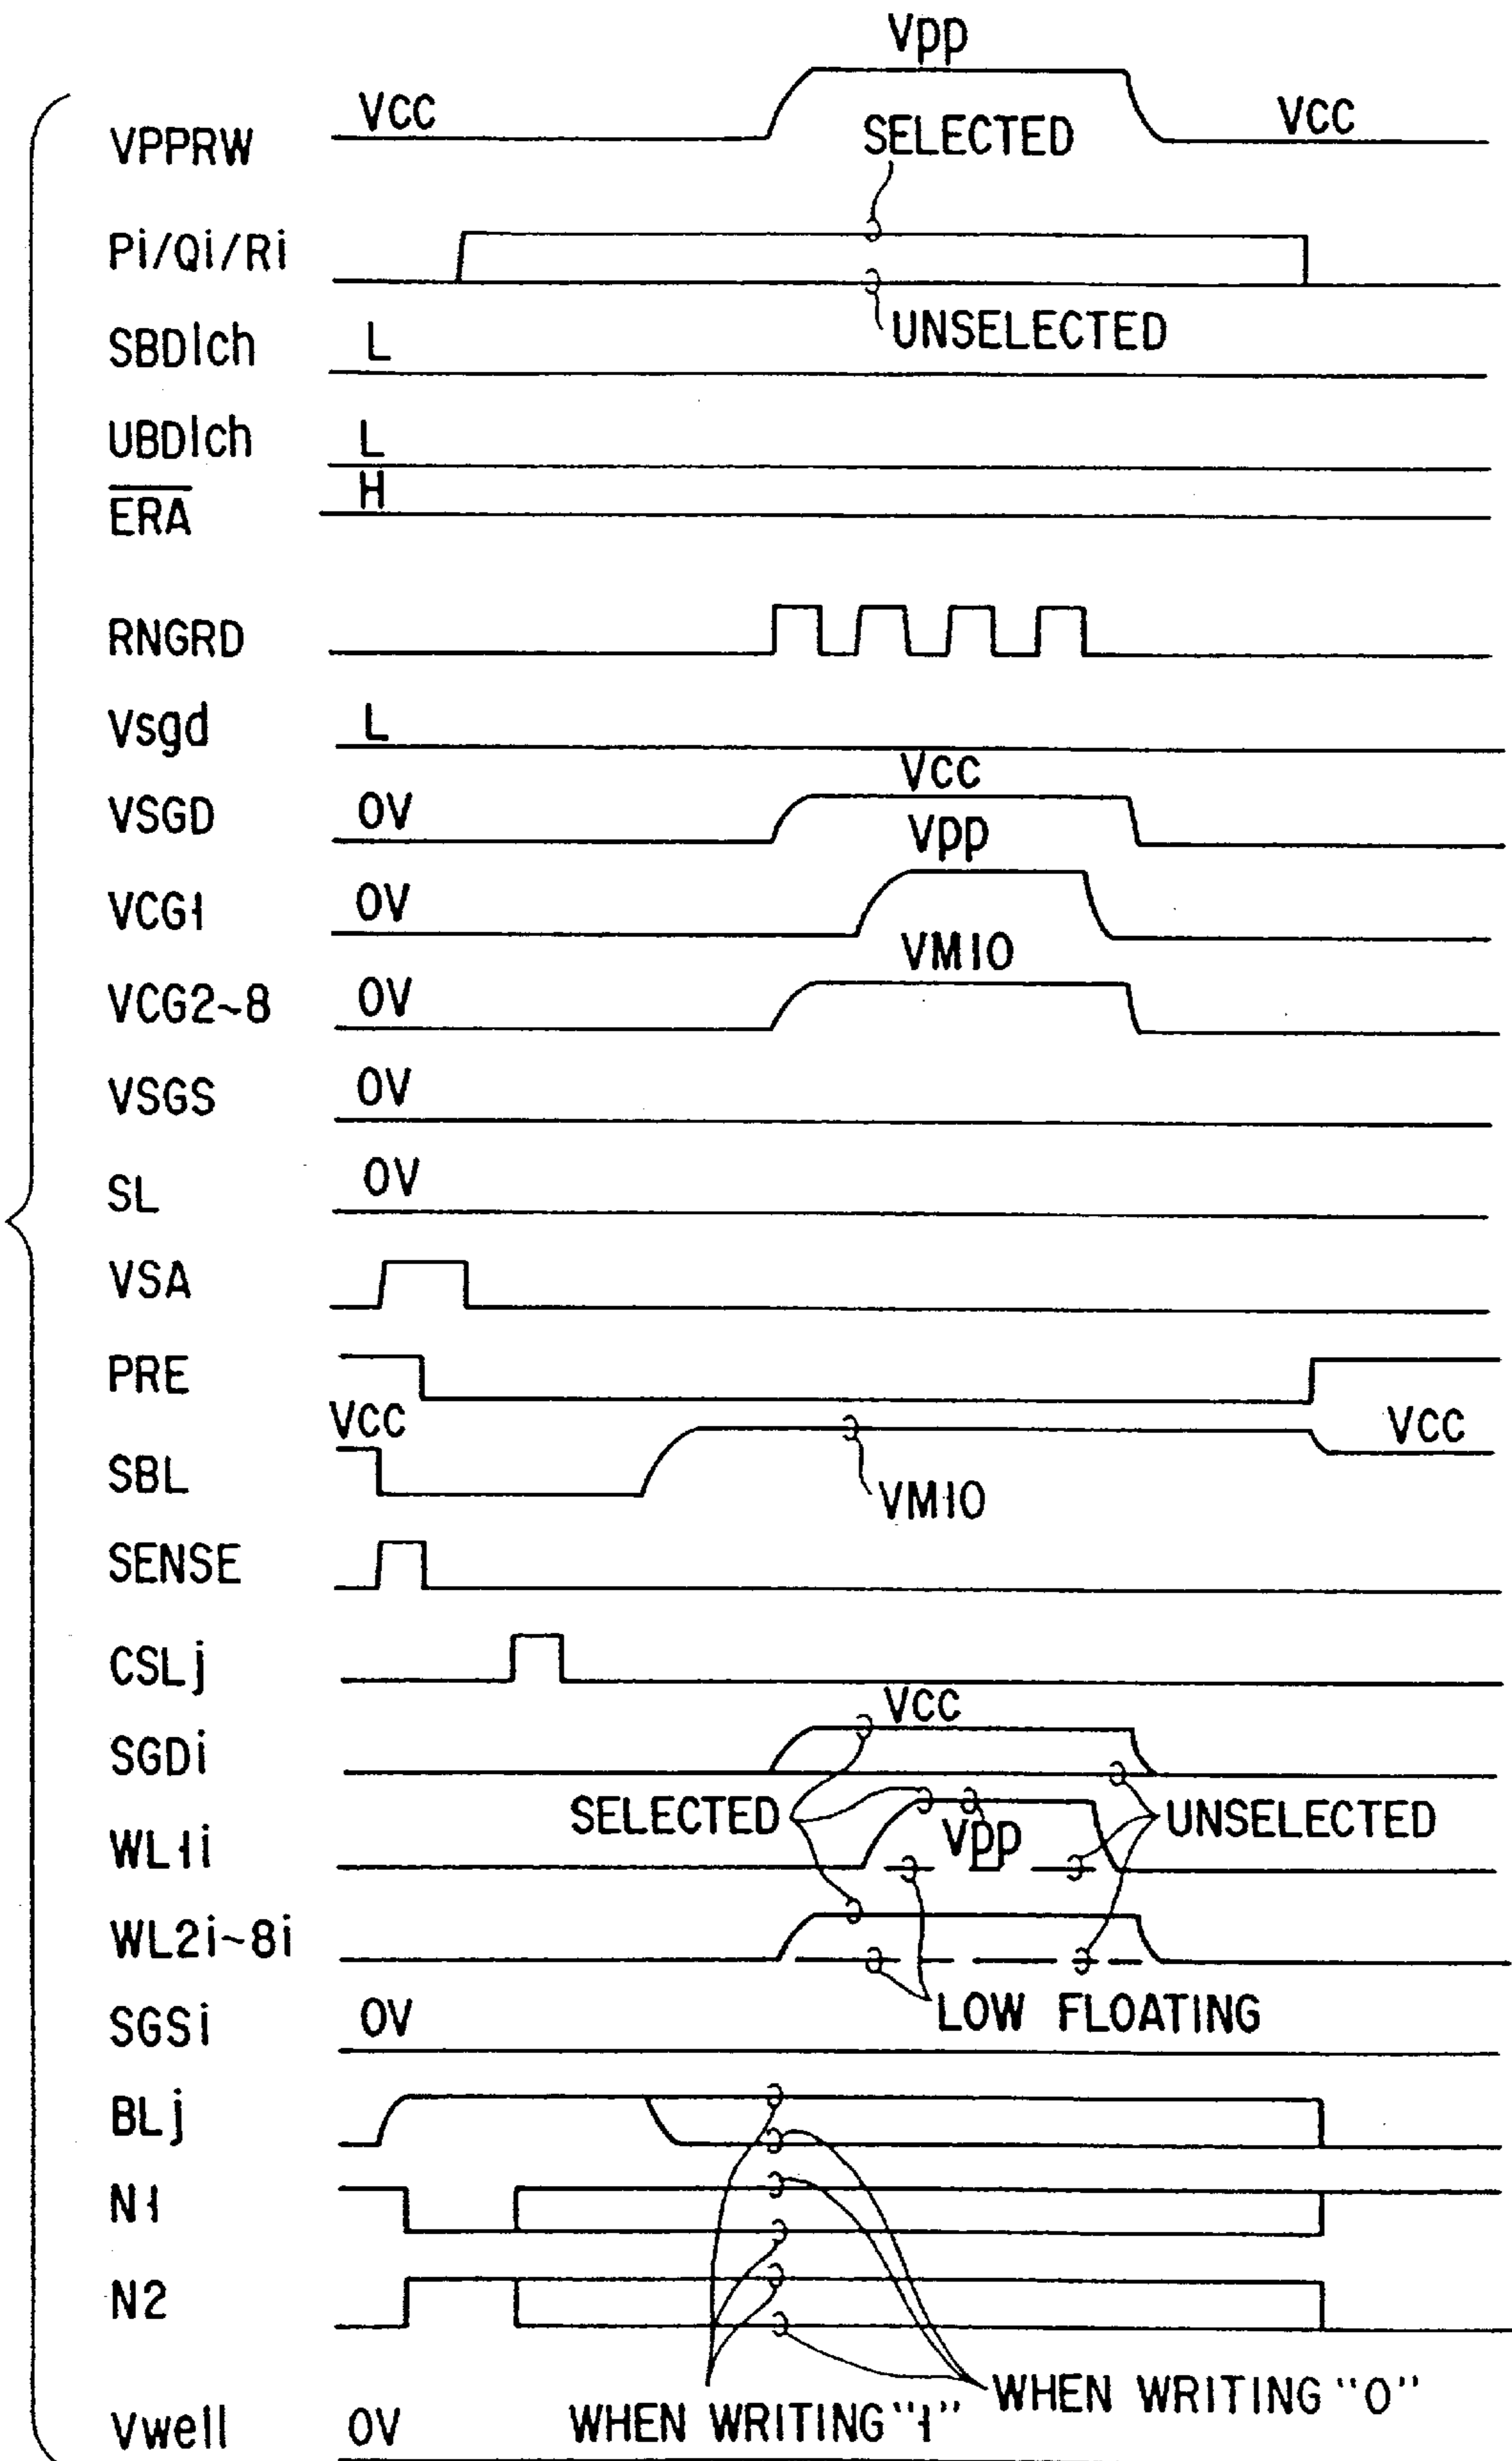 Vpp
VPPRW VCC VCC
SELECTED
Pi/Qi/Ri
UNSELECTED
SBDlch L
UBDlch L
ERA H
RNGRD
Vsgd L
VCC
VSGD 0V
Vpp
VCG1 0V
VM10
VCG2~8 0V
VSGS 0V
SL 0V
VSA
PRE
VCC VCC
SBL
VM10
SENSE
CSLj
VCC
SGDi
SELECTED UNSELECTED
WL1i Vpp
WL2i~8i
LOW FLOATING
SGSi 0V
BLj
N1
N2
WHEN WRITING "0"
WHEN WRITING "1"
Vwell 0V